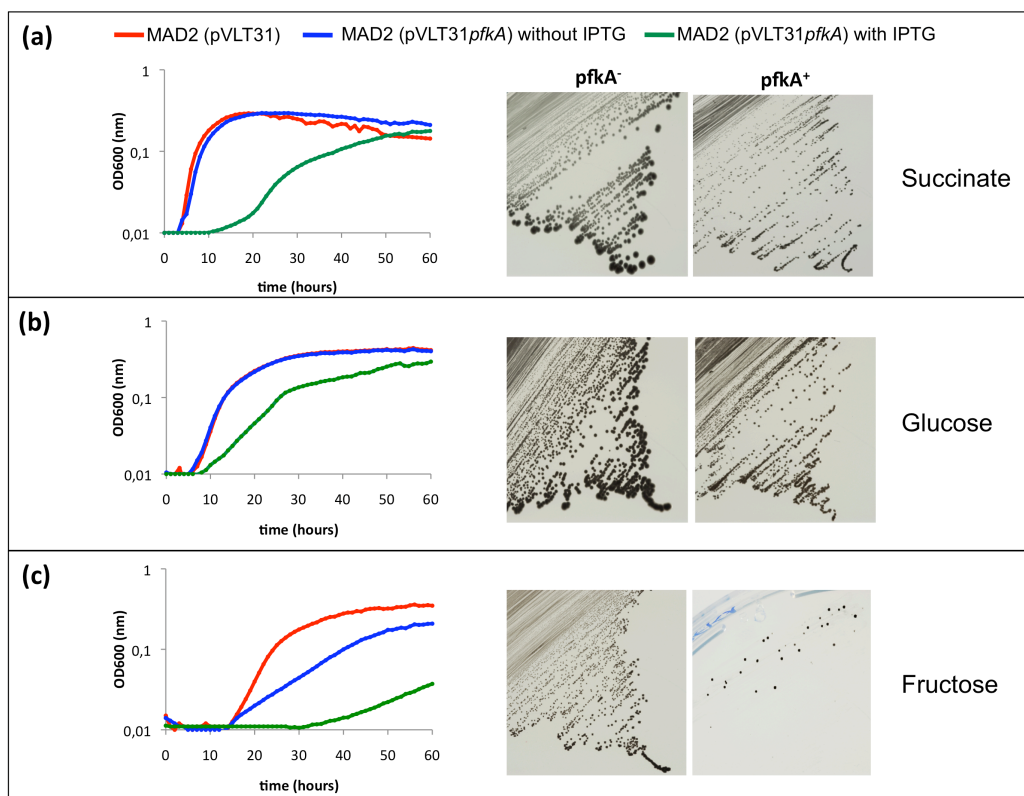 (a)
MAD2 (pVLT31) MAD2 (pVLT31pfkA) without IPTG MAD2 (pVLT31pfkA) with IPTG
pfkA- pfkA+
1
0,1
0,01
OD600 (nm)
0 10 20 30 40 50 60
time (hours)
Succinate
(b)
1
0,1
0,01
OD600 (nm)
0 10 20 30 40 50 60
time (hours)
Glucose
(c)
1
0,1
0,01
OD600 (nm)
0 10 20 30 40 50 60
time (hours)
Fructose